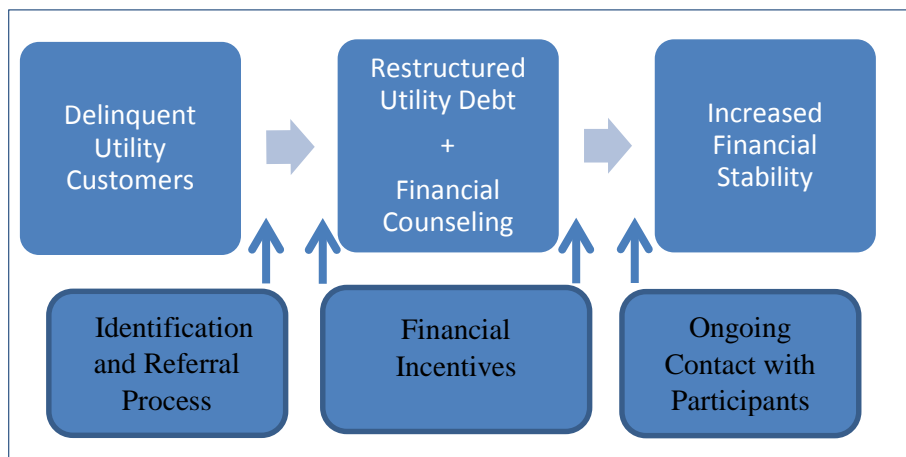 Delinquent
Utility
Customers
Restructured
Utility Debt
+
Financial
Counseling
Increased
Financial
Stability
Identification
and Referral
Process
Financial
Incentives
Ongoing
Contact with
Participants